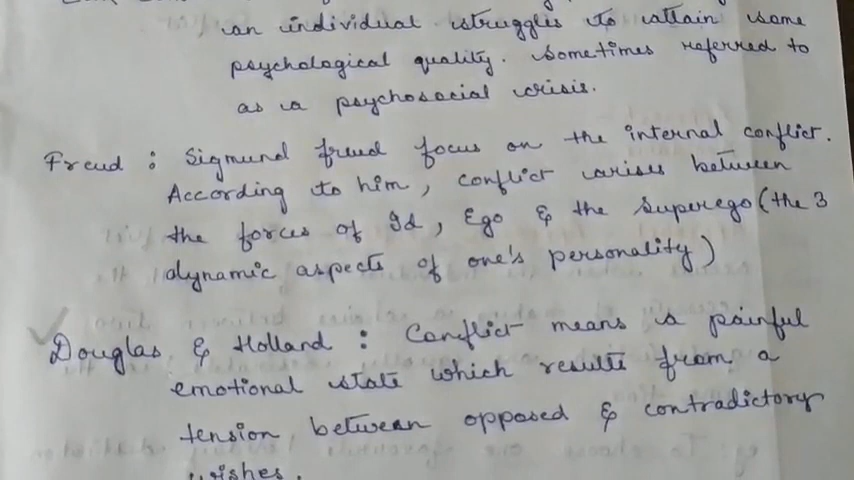 an individual struggles to attain some
psychological quality. Sometimes referred to
as a psychosocial crisis.
Freud : Sigmund freud focus on the internal conflict.
According to him, conflict arises between
the forces of Id, Ego & the Superego (the 3
dynamic aspects of one's personality)
Douglas & Holland : Conflict means is painful
emotional state which results from a
tension between opposed & contradictory
wishes.